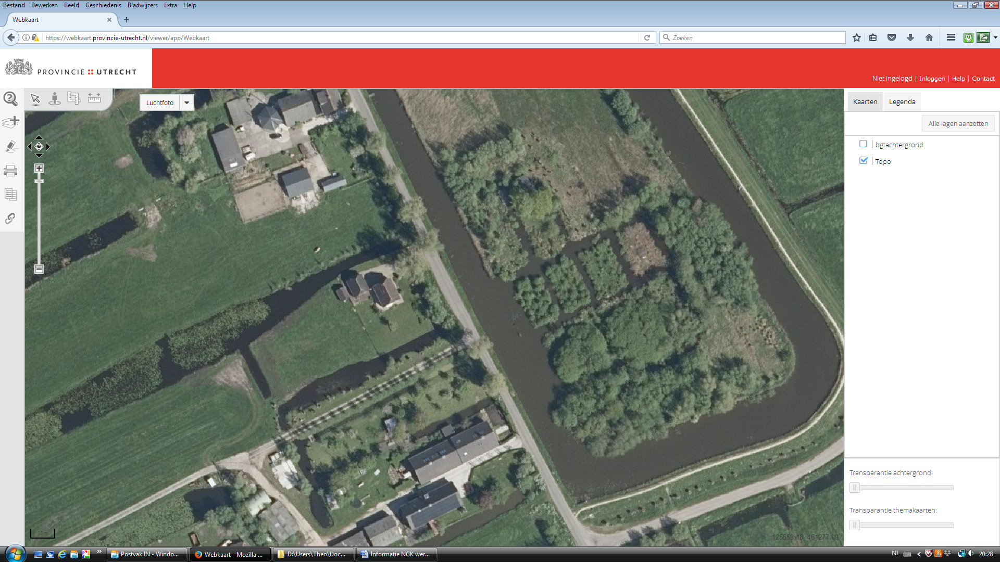 Bestand Bewerken Beeld Geschiedenis Bladwijzers Extra Help
Webkaart
https://webkaart.provincie-utrecht.nl/viewer/app/Webkaart
Zoeken
PROVINCIE UTRECHT
Niet ingelogd | Inloggen | Help | Contact
Luchtfoto
Kaarten Legenda
Alle lagen aanzetten
bgtachtergrond
Topo
Transparantie achtergrond:
Transparantie themakaarten:
125559.18 461277.09
Postvak IN - Windo...
Webkaart - Mozilla ...
D:\Users\Theo\Doc...
Informatie NGK wer...
NL
20:28